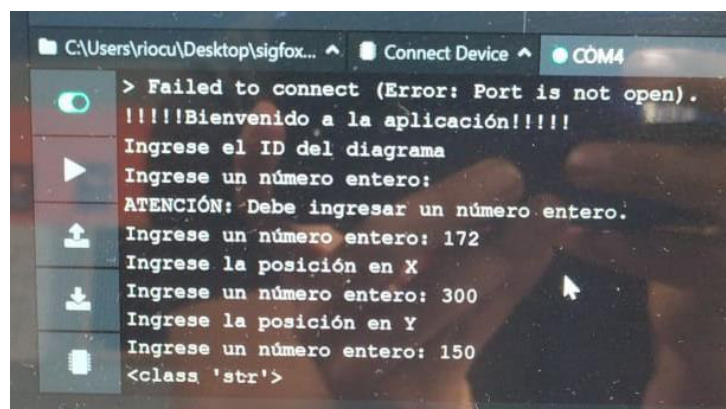 C:\Users\riocu\Desktop\sigfox... Connect Device COM4
> Failed to connect (Error: Port is not open).
!!!!!Bienvenido a la aplicación!!!!!
Ingrese el ID del diagrama
Ingrese un número entero:
ATENCIÓN: Debe ingresar un número entero.
Ingrese un número entero: 172
Ingrese la posición en X
Ingrese un número entero: 300
Ingrese la posición en Y
Ingrese un número entero: 150
<class 'str'>